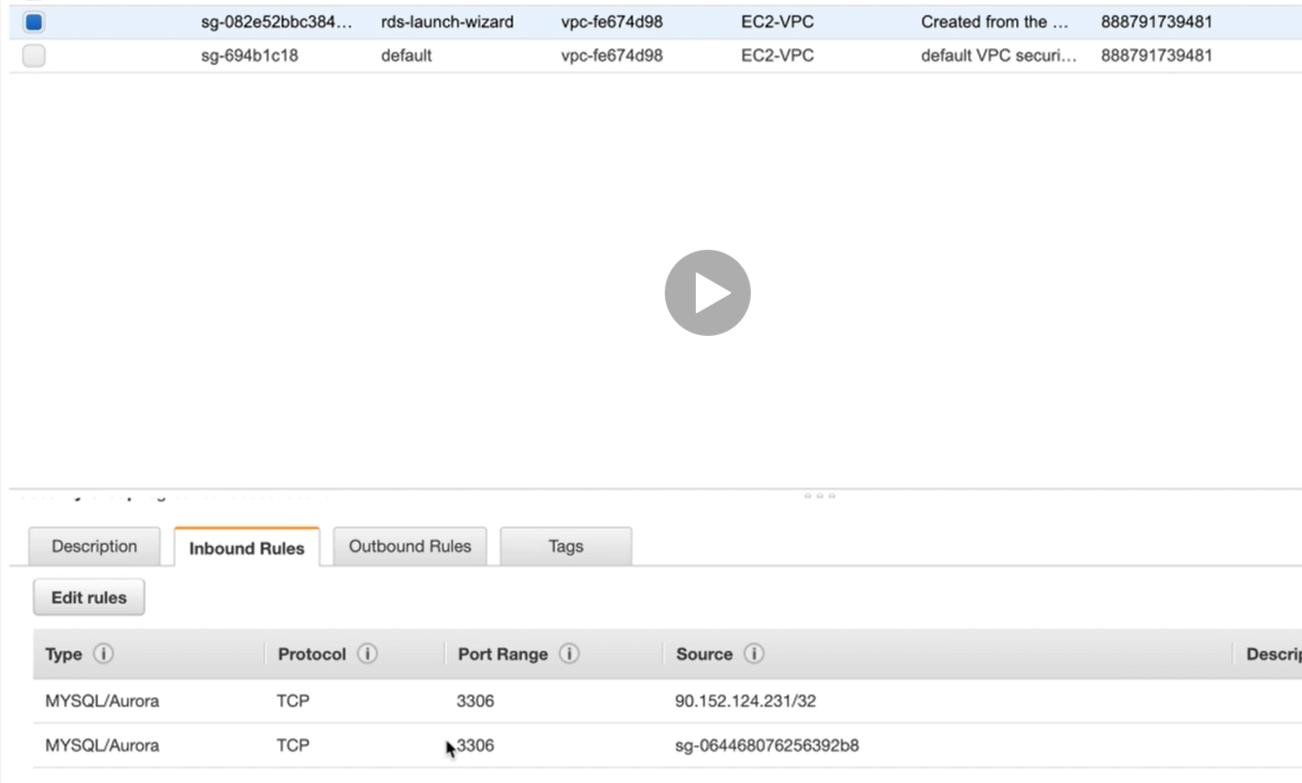 sg-082e52bbc384... rds-launch-wizard vpc-fe674d98 EC2-VPC Created from the ... 888791739481
sg-694b1c18 default vpc-fe674d98 EC2-VPC default VPC securi... 888791739481
Description Inbound Rules Outbound Rules Tags
Edit rules
Type i Protocol i Port Range i Source i Descrip
MYSQL/Aurora TCP 3306 90.152.124.231/32
MYSQL/Aurora TCP 3306 sg-064468076256392b8